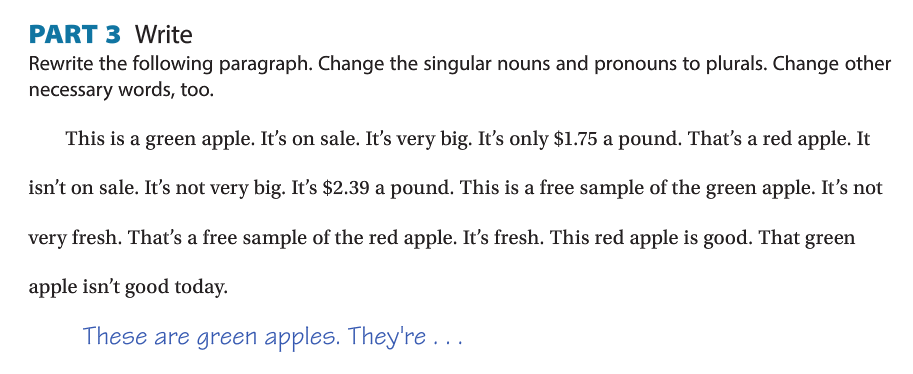 PART 3 Write
Rewrite the following paragraph. Change the singular nouns and pronouns to plurals. Change other
necessary words, too.
This is a green apple. It’s on sale. It’s very big. It’s only $1.75 a pound. That’s a red apple. It
isn’t on sale. It’s not very big. It’s $2.39 a pound. This is a free sample of the green apple. It’s not
very fresh. That’s a free sample of the red apple. It’s fresh. This red apple is good. That green
apple isn’t good today.
These are green apples. They're . . .